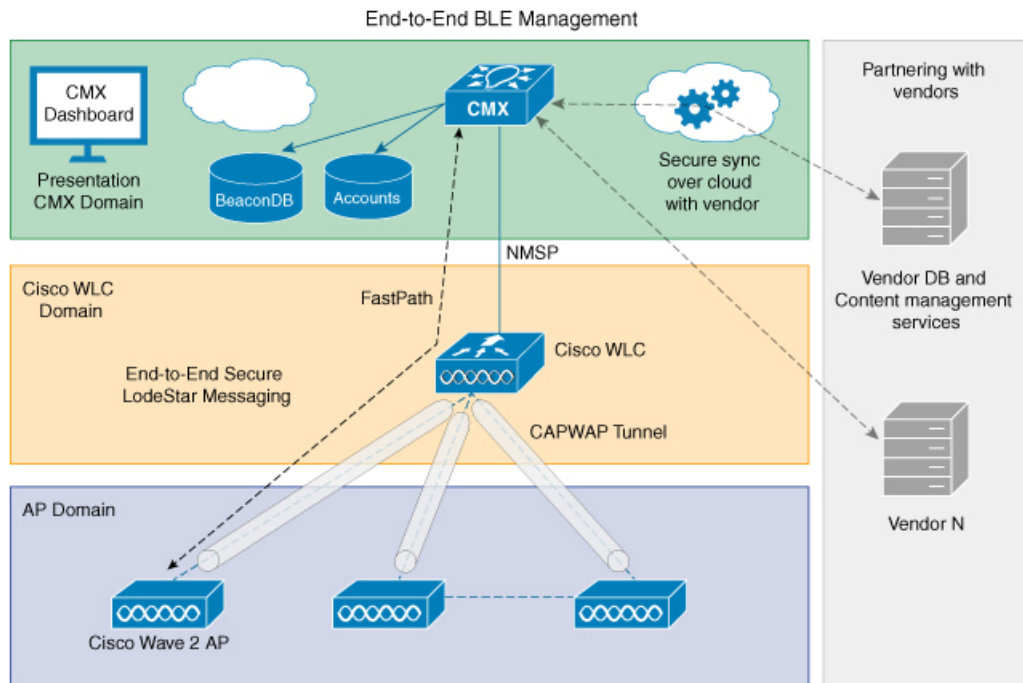 End-to-End BLE Management
CMX
Dashboard
Presentation
CMX Domain
BeaconDB
Accounts
CMX
Secure sync
over cloud
with vendor
Partnering with
vendors
Vendor DB and
Content management
services
Vendor N
NMSP
Cisco WLC
Domain
FastPath
Cisco WLC
End-to-End Secure
LodeStar Messaging
CAPWAP Tunnel
AP Domain
Cisco Wave 2 AP